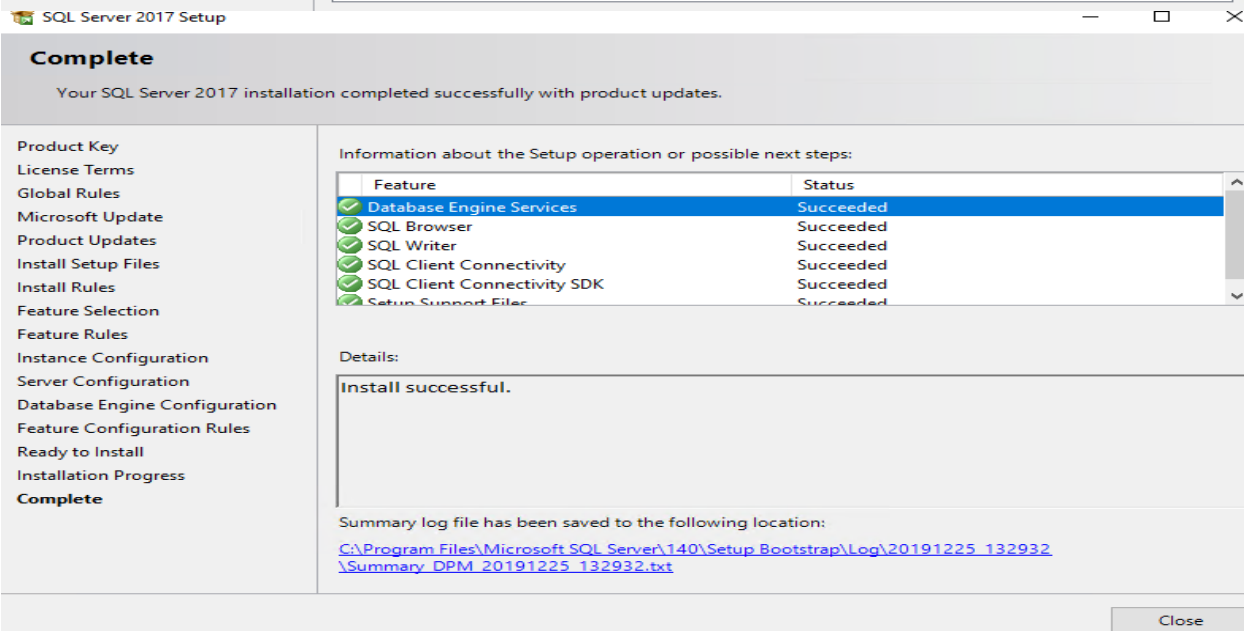 SQL Server 2017 Setup
Complete
Your SQL Server 2017 installation completed successfully with product updates.
Product Key
License Terms
Global Rules
Microsoft Update
Product Updates
Install Setup Files
Install Rules
Feature Selection
Feature Rules
Instance Configuration
Server Configuration
Database Engine Configuration
Feature Configuration Rules
Ready to Install
Installation Progress
Complete
Information about the Setup operation or possible next steps:
Feature Status
Database Engine Services Succeeded
SQL Browser Succeeded
SQL Writer Succeeded
SQL Client Connectivity Succeeded
SQL Client Connectivity SDK Succeeded
Setup Support Files Succeeded
Details:
Install successful.
Summary log file has been saved to the following location:
C:\Program Files\Microsoft SQL Server\140\Setup Bootstrap\Log\20191225_132932
\Summary_DPM_20191225_132932.txt
Close